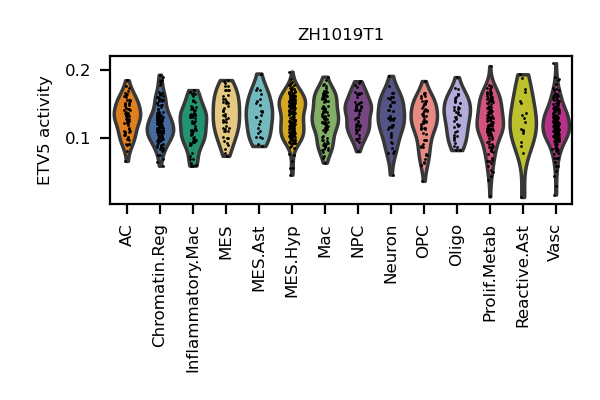 ZH1019T1
ETV5 activity
0.2
0.1
AC
Chromatin.Reg
Inflammatory.Mac
MES
MES.Ast
MES.Hyp
Mac
NPC
Neuron
OPC
Oligo
Prolif.Metab
Reactive.Ast
Vasc